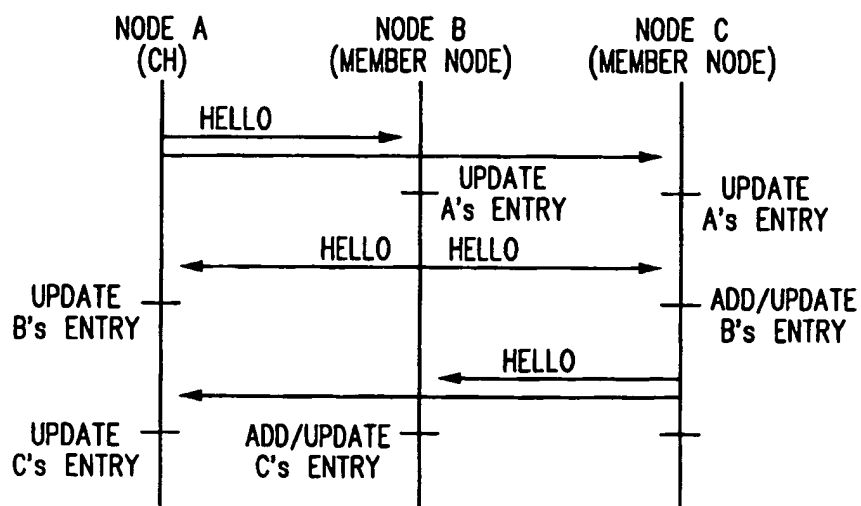 NODE A
(CH)
NODE B
(MEMBER NODE)
NODE C
(MEMBER NODE)
HELLO
UPDATE
A's ENTRY
UPDATE
A's ENTRY
HELLO
HELLO
UPDATE
B's ENTRY
ADD/UPDATE
B's ENTRY
HELLO
UPDATE
C's ENTRY
ADD/UPDATE
C's ENTRY